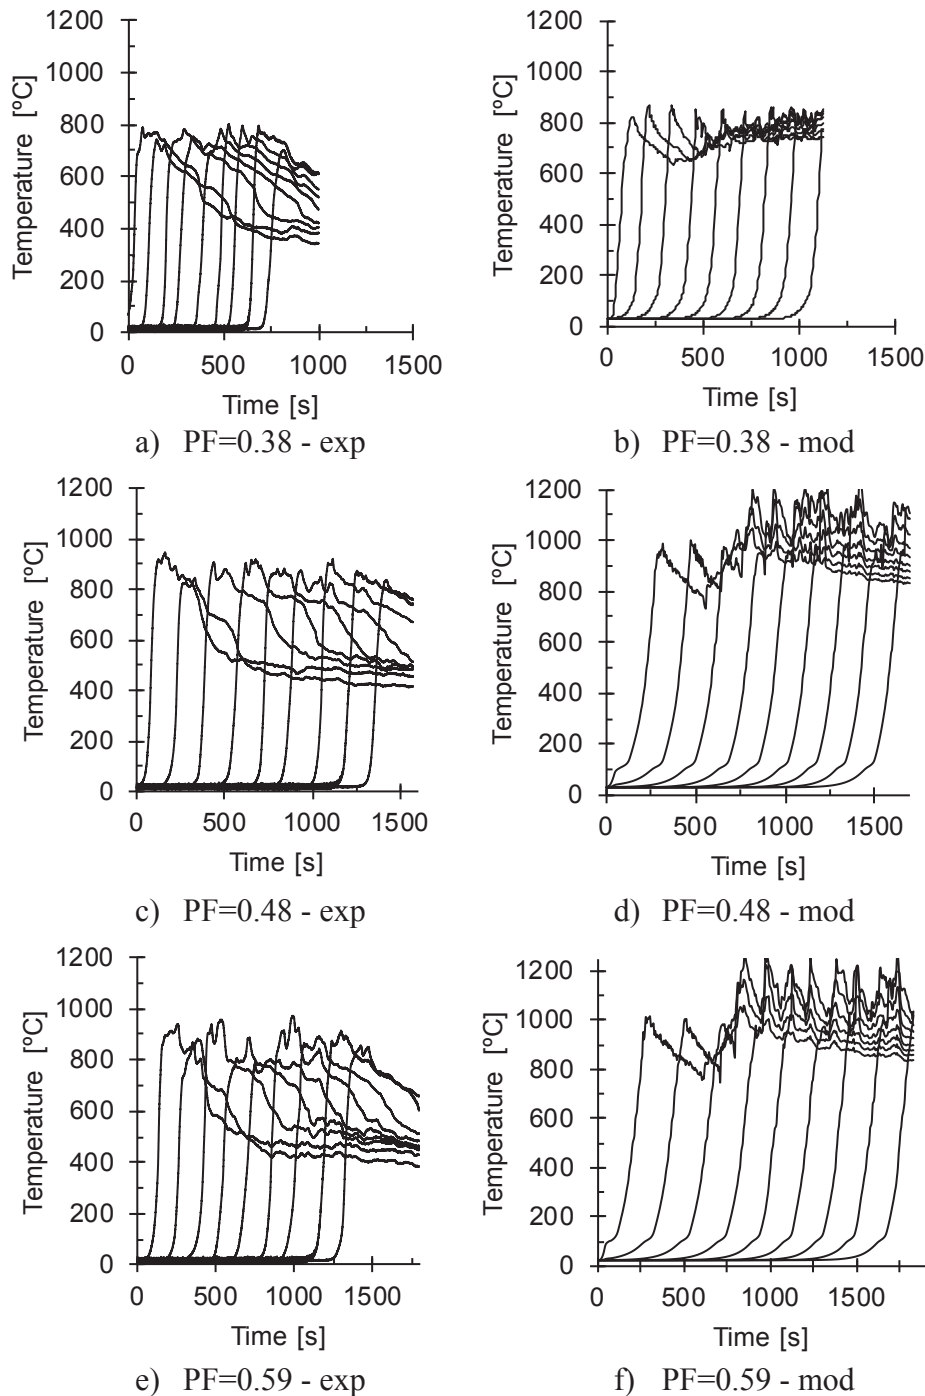 1200
1000
800
600
400
200
0
Temperature [ºC]
0 500 1000 1500
Time [s]
a) PF=0.38 - exp
1200
1000
800
600
400
200
0
Temperature [ºC]
0 500 1000 1500
Time [s]
b) PF=0.38 - mod
1200
1000
800
600
400
200
0
Temperature [ºC]
0 500 1000 1500
Time [s]
c) PF=0.48 - exp
1200
1000
800
600
400
200
0
Temperature [ºC]
0 500 1000 1500
Time [s]
d) PF=0.48 - mod
1200
1000
800
600
400
200
0
Temperature [ºC]
0 500 1000 1500
Time [s]
e) PF=0.59 - exp
1200
1000
800
600
400
200
0
Temperature [ºC]
0 500 1000 1500
Time [s]
f) PF=0.59 - mod